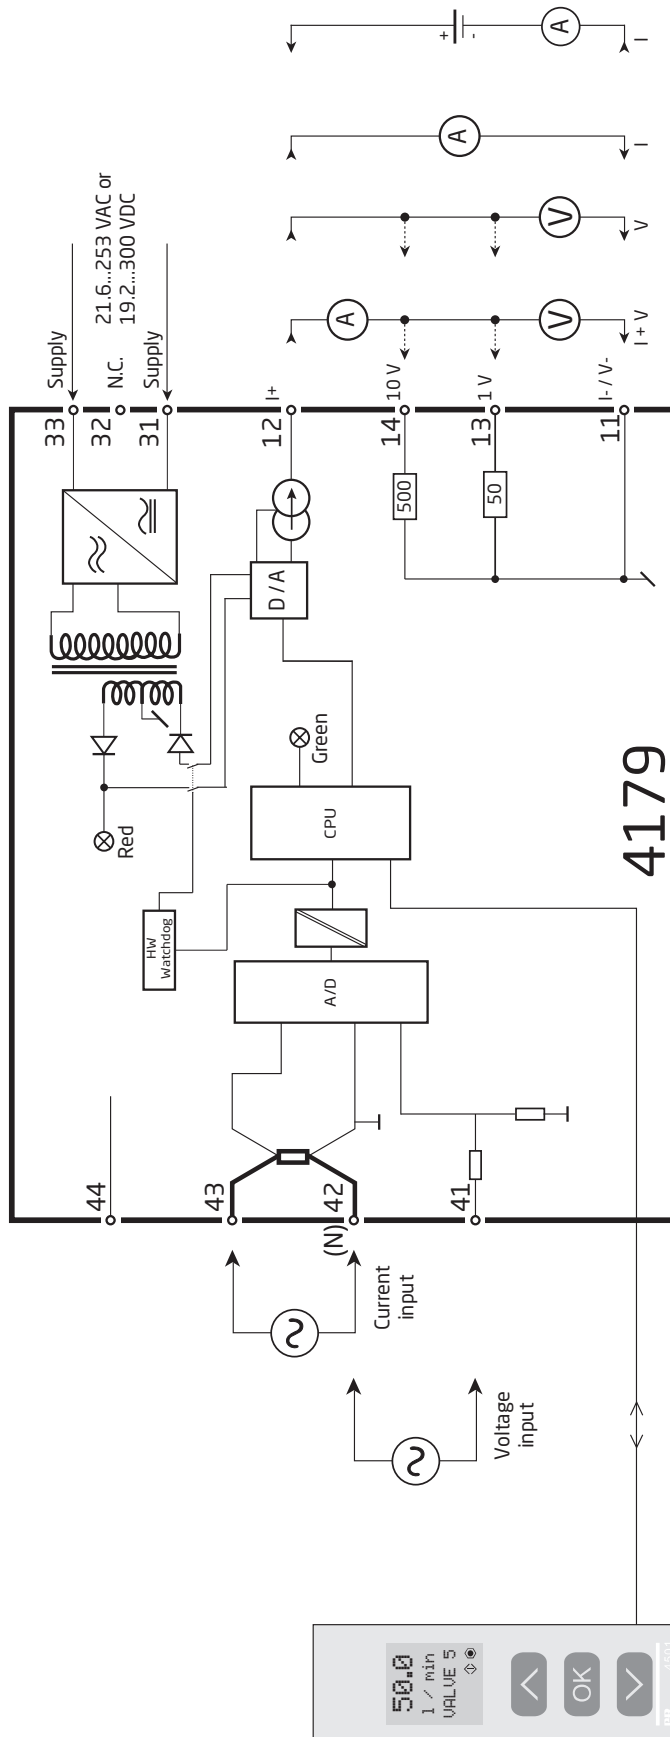 44
43
42
(N)
41
Current
input
Voltage
input
50.0
1 / min
VALVE 5
OK
HW
Watchdog
A/D
CPU
Red
Green
D/A
500
50
33
32
31
12
14
13
11
Supply
N.C.
Supply
21.6...253 VAC or
19.2...300 VDC
I+
10 V
1 V
I- / V-
A
V
I + V
V
V
A
I
+
-
A
I
4179